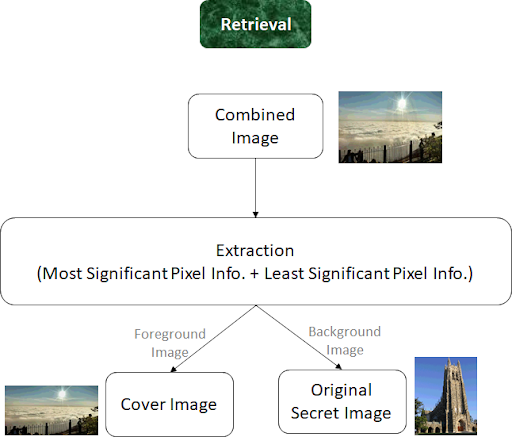 Retrieval
Combined
Image
Extraction
(Most Significant Pixel Info. + Least Significant Pixel Info.)
Foreground
Image
Background
Image
Cover Image
Original
Secret Image